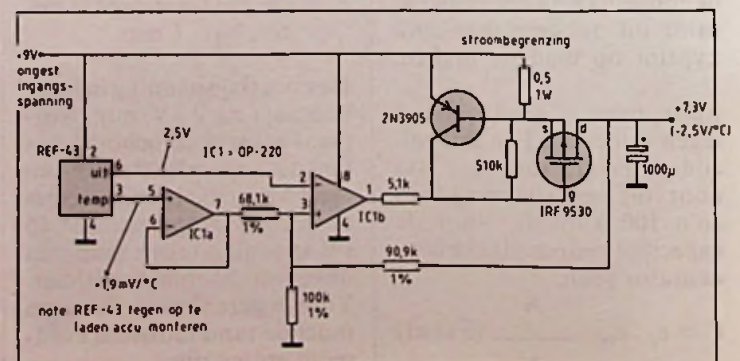 stroombegrenzing
+9V
ongest
ingangs-
spanning
0,5
1W
2N3905
+7,3V
(-2,5V/°C)
2,5V
IC1 = OP-220
REF-43
2
6
uit
3
temp
4
5
6
7
IC1a
68,1k
1%
2
3
8
1
4
IC1b
5,1k
510k
s
d
g
IRF9530
1000µ
+
90,9k
1%
+1,9mV/°C
100k
1%
note REF-43 tegen op te
laden accu monteren